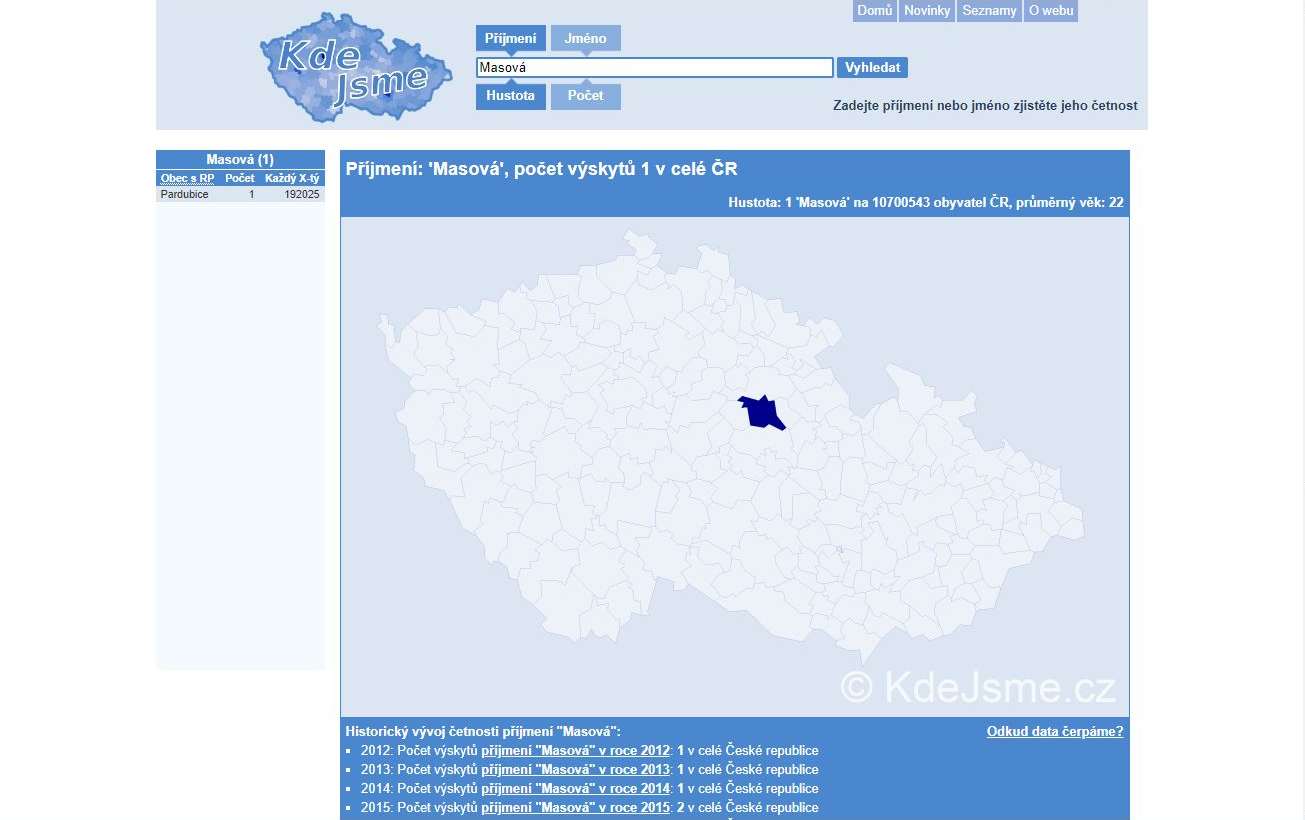 Domů Novinky Seznamy O webu
Kde
Jsme
Příjmení Jméno
Masová
Vyhledat
Hustota Počet
Zadejte příjmení nebo jméno zjistěte jeho četnost
Masová (1)
Obec s RP Počet Každý X-tý
Pardubice 1 192025
Příjmení: 'Masová', počet výskytů 1 v celé ČR
Hustota: 1 'Masová' na 10700543 obyvatel ČR, průměrný věk: 22
© KdeJsme.cz
Historický vývoj četnosti příjmení "Masová":
Odkud data čerpáme?
2012: Počet výskytů příjmení "Masová" v roce 2012: 1 v celé České republice
2013: Počet výskytů příjmení "Masová" v roce 2013: 1 v celé České republice
2014: Počet výskytů příjmení "Masová" v roce 2014: 1 v celé České republice
2015: Počet výskytů příjmení "Masová" v roce 2015: 2 v celé České republice